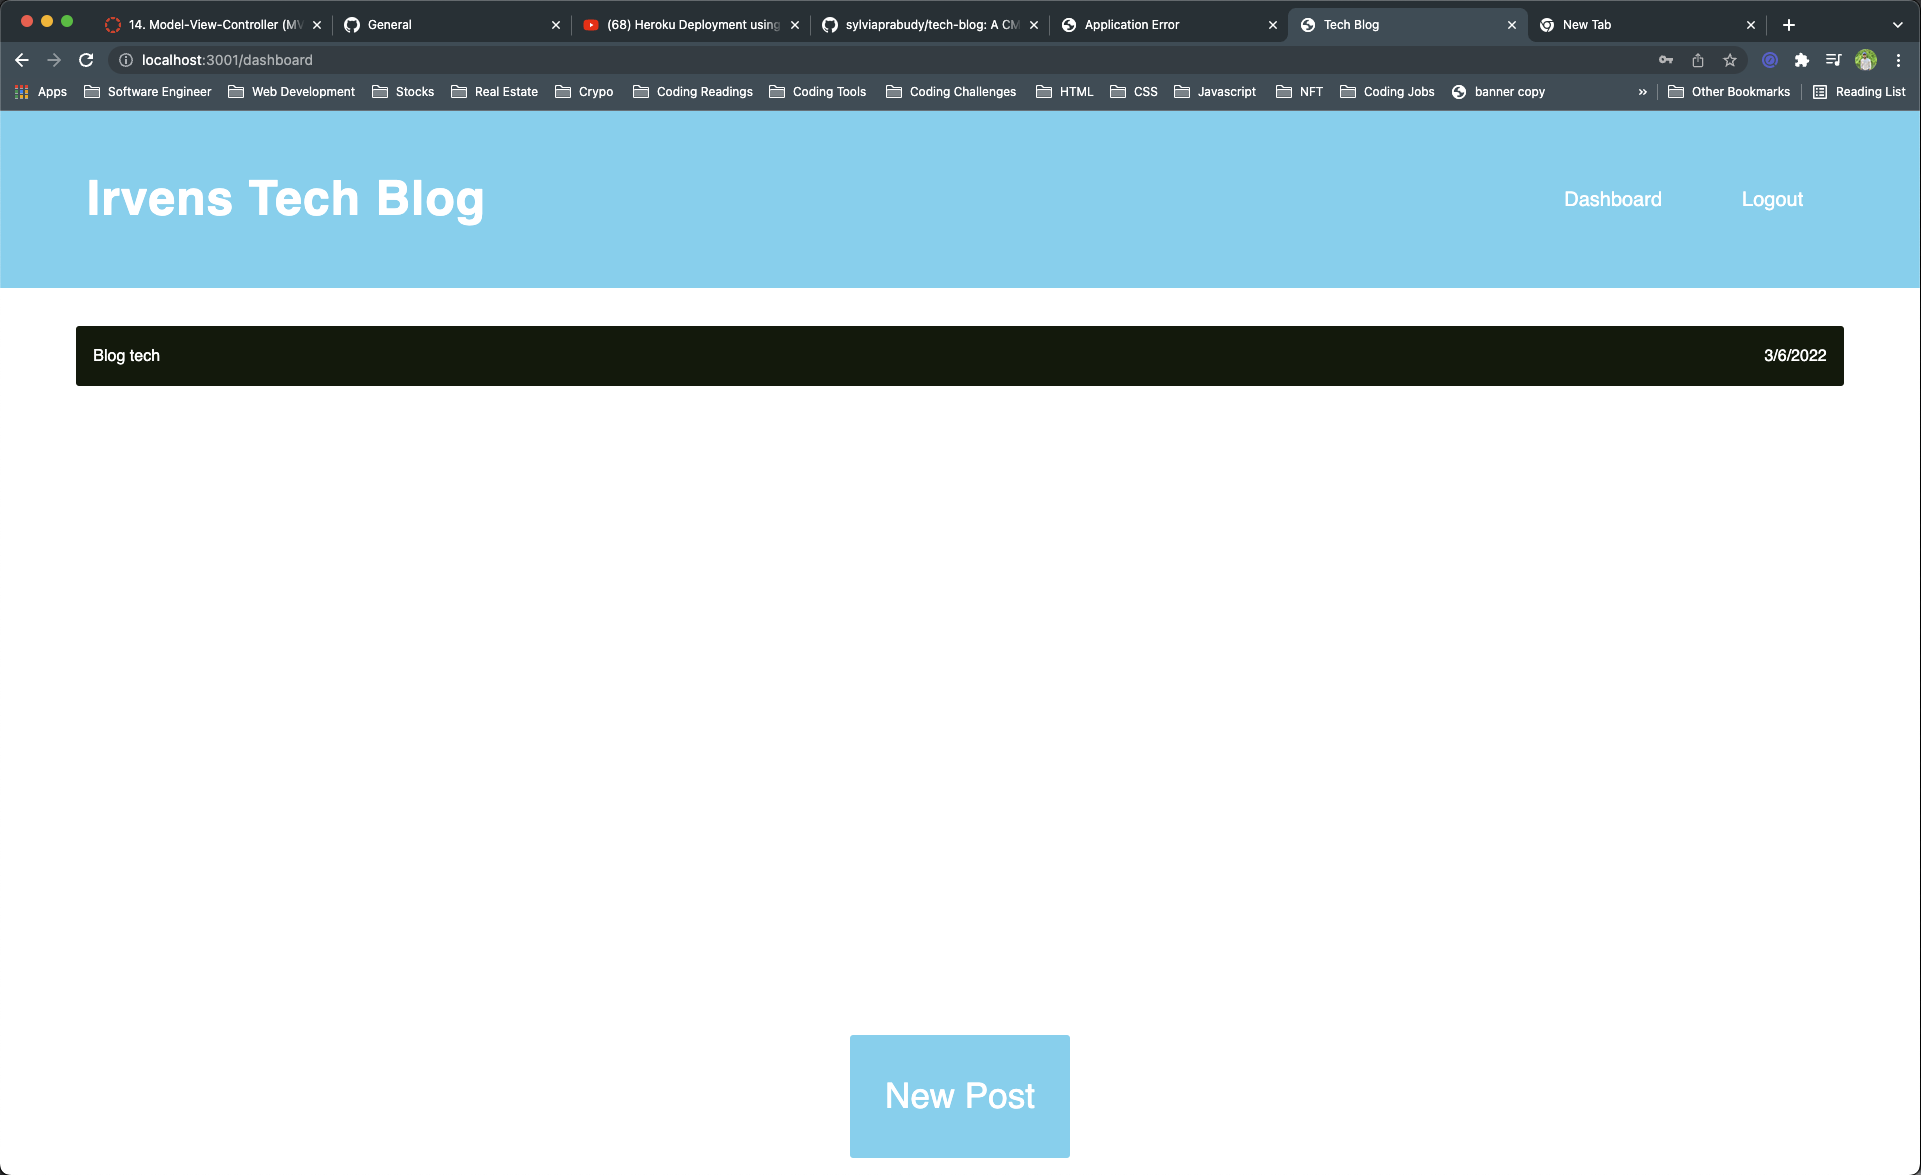 14. Model-View-Controller (MV
General
(68) Heroku Deployment using
sylviaprabudy/tech-blog: A CM
Application Error
Tech Blog
New Tab
localhost:3001/dashboard
Apps Software Engineer Web Development Stocks Real Estate Crypo Coding Readings Coding Tools Coding Challenges HTML CSS Javascript NFT Coding Jobs banner copy » Other Bookmarks Reading List
Irvens Tech Blog
Dashboard Logout
Blog tech 3/6/2022
New Post